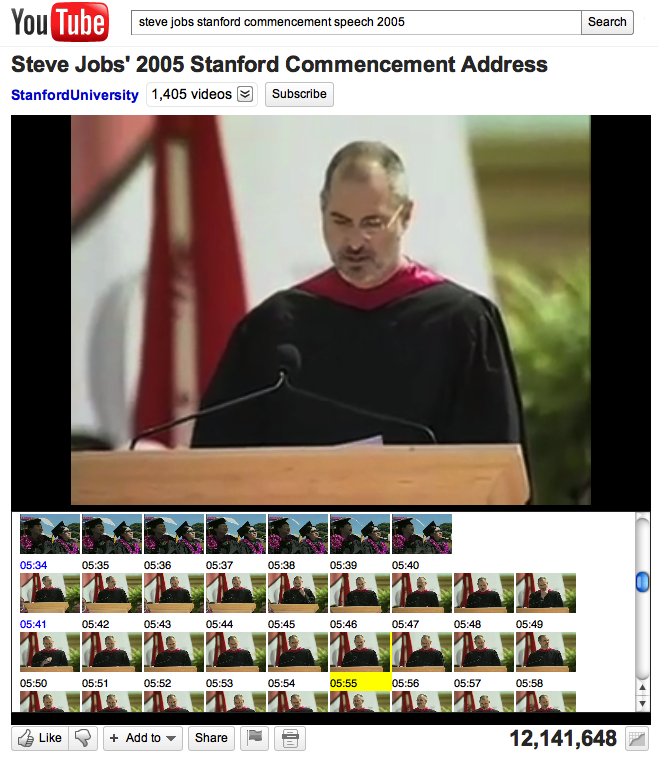 YouTube
steve jobs stanford commencement speech 2005 Search
Steve Jobs' 2005 Stanford Commencement Address
StanfordUniversity 1,405 videos Subscribe
05:34 05:35 05:36 05:37 05:38 05:39 05:40
05:41 05:42 05:43 05:44 05:45 05:46 05:47 05:48 05:49
05:50 05:51 05:52 05:53 05:54 05:55 05:56 05:57 05:58
Like + Add to Share 12,141,648